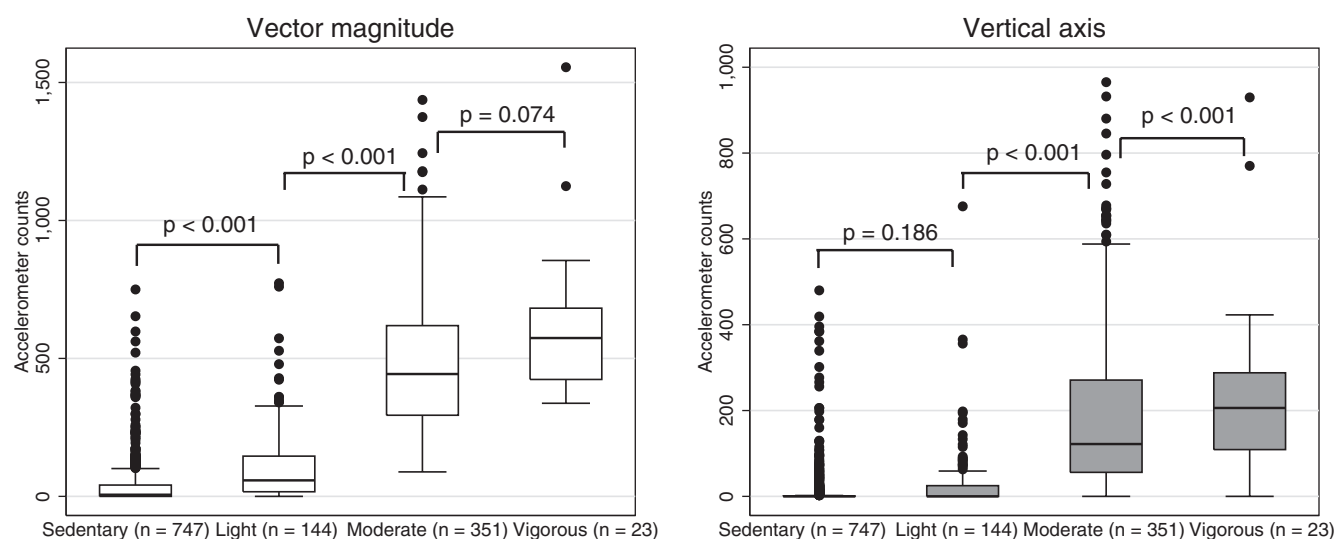 Vector magnitude
Accelerometer counts
1,500
1,000
500
0
p < 0.001
p < 0.001
p = 0.074
Sedentary (n = 747) Light (n = 144) Moderate (n = 351) Vigorous (n = 23)
Vertical axis
Accelerometer counts
1,000
800
600
400
200
0
p = 0.186
p < 0.001
p < 0.001
Sedentary (n = 747) Light (n = 144) Moderate (n = 351) Vigorous (n = 23)